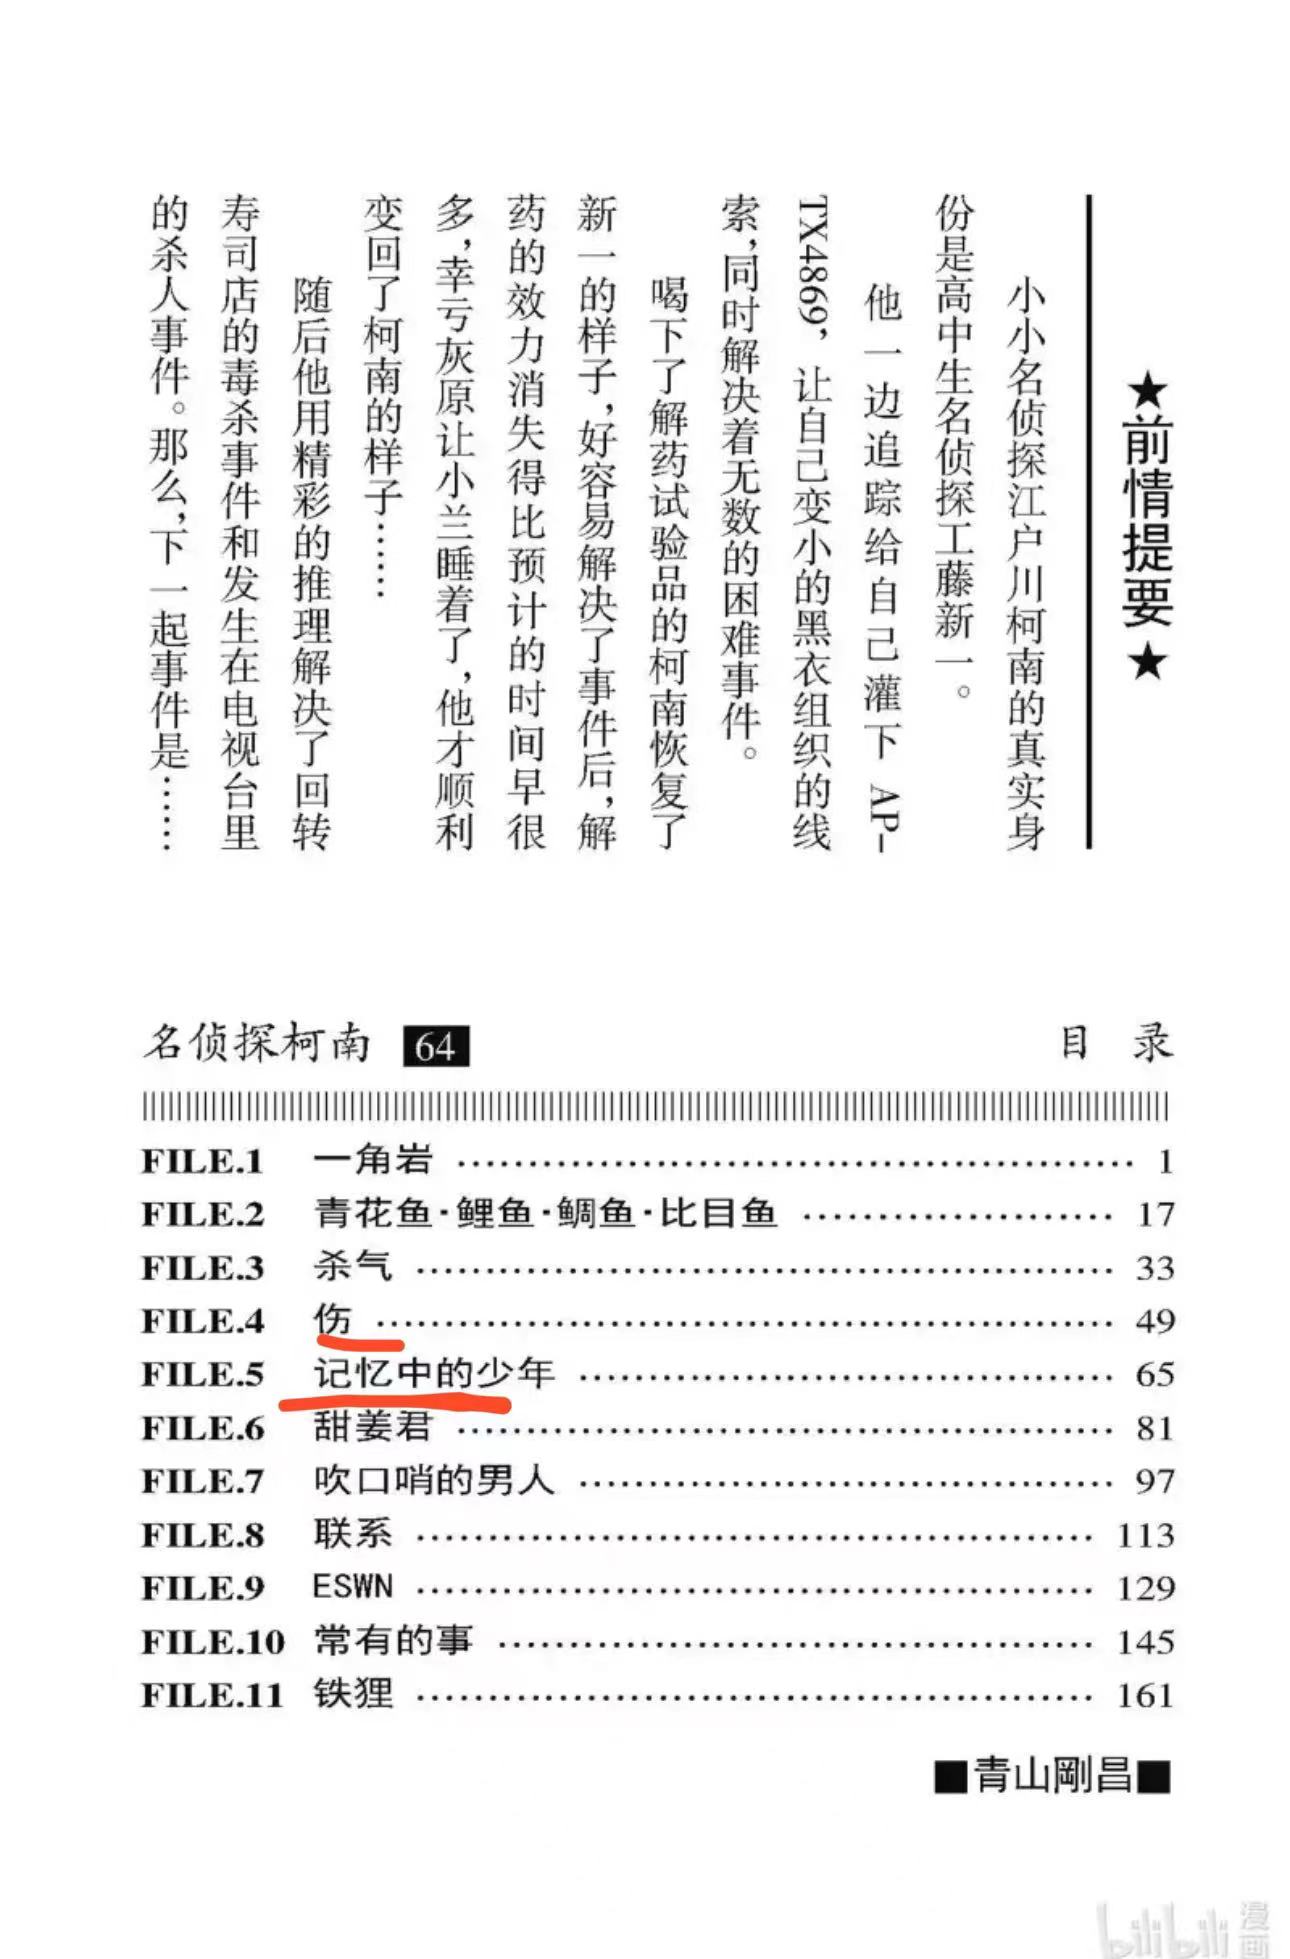 ★前情提要★
小小名侦探江户川柯南的真实身
份是高中生名侦探工藤新一。
他一边追踪给自己灌下 AP-
TX4869，让自己变小的黑衣组织的线
索，同时解决着无数的困难事件。
喝下了解药试验品的柯南恢复了
新一的样子，好容易解决了事件后，解
药的效力消失得比预计的时间早很
多，幸亏灰原让小兰睡着了，他才顺利
变回了柯南的样子……
随后他用精彩的推理解决了回转
寿司店的毒杀事件和发生在电视台里
的杀人事件。那么，下一起事件是……
名侦探柯南 64 目 录
FILE.1 一角岩 …… 1
FILE.2 青花鱼·鲤鱼·鲷鱼·比目鱼 …… 17
FILE.3 杀气 …… 33
FILE.4 伤 …… 49
FILE.5 记忆中的少年 …… 65
FILE.6 甜姜君 …… 81
FILE.7 吹口哨的男人 …… 97
FILE.8 联系 …… 113
FILE.9 ESWN …… 129
FILE.10 常有的事 …… 145
FILE.11 铁狸 …… 161
■青山剛昌■
bilibili 漫画